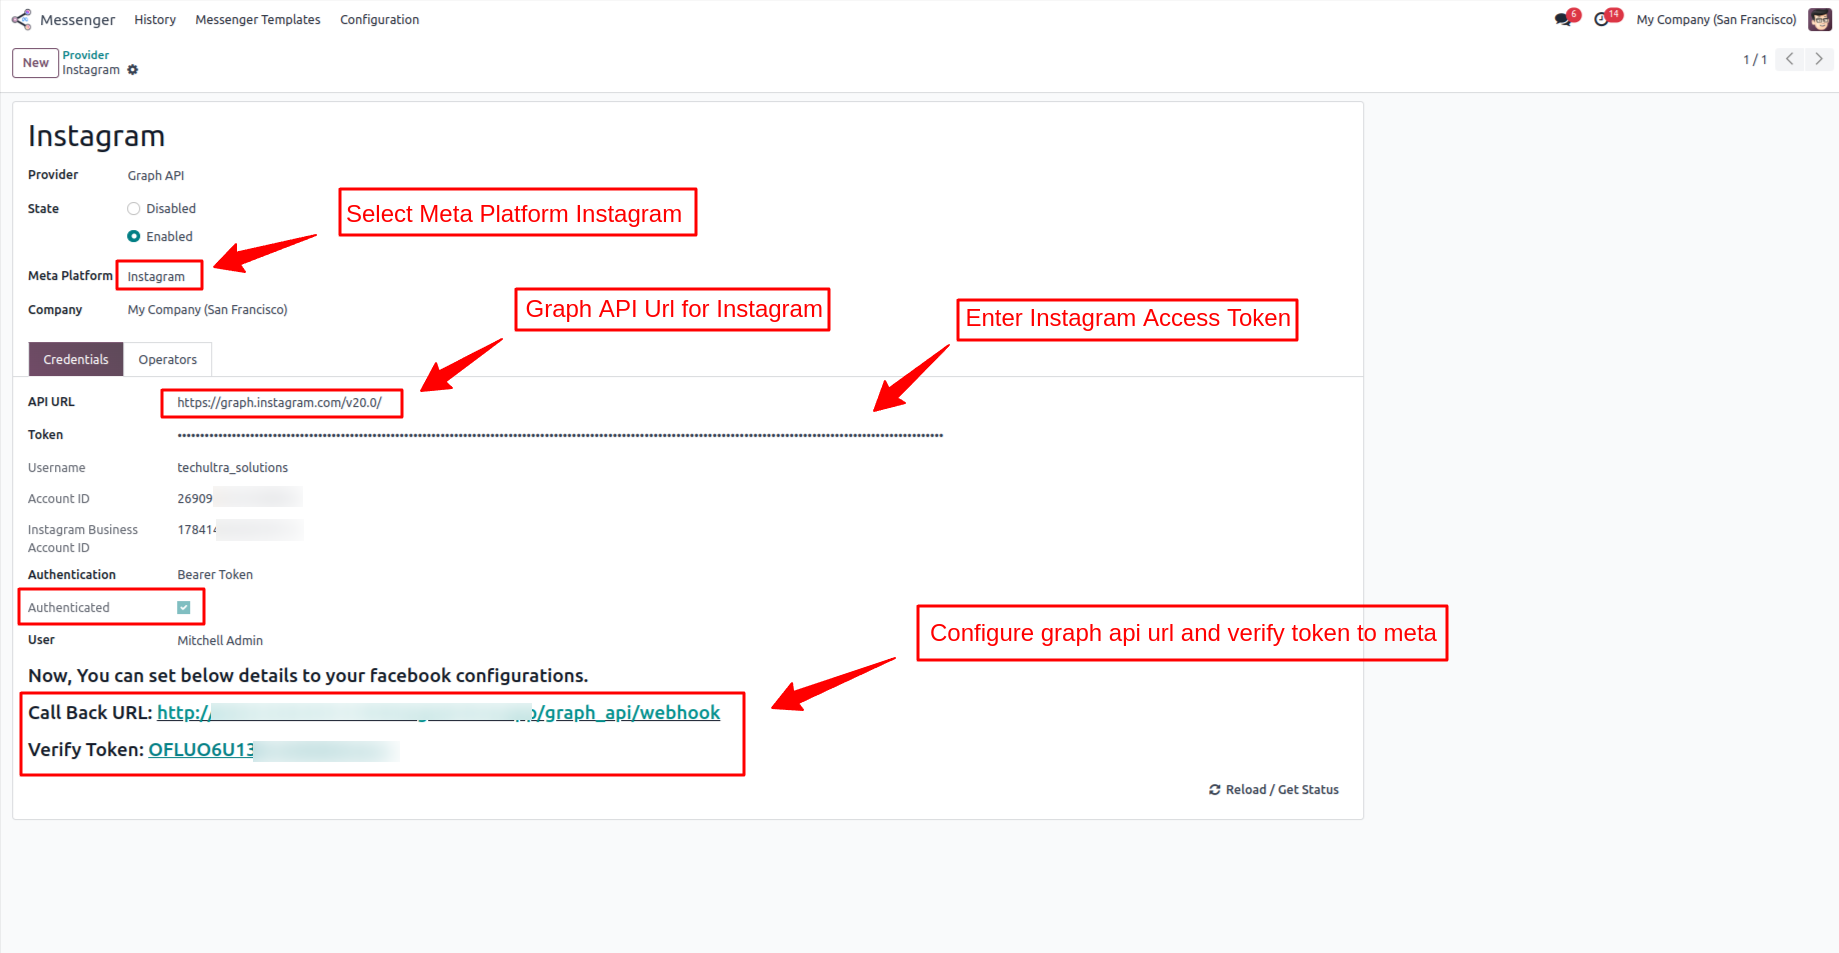 Messenger History Messenger Templates Configuration 6 14 My Company (San Francisco)
New Provider
Instagram 1 / 1
Instagram
Provider Graph API
State Disabled
Select Meta Platform Instagram
Enabled
Meta Platform Instagram
Company My Company (San Francisco)
Graph API Url for Instagram
Enter Instagram Access Token
Credentials Operators
API URL https://graph.instagram.com/v20.0/
Token
Username techultra_solutions
Account ID 26909
Instagram Business
Account ID 17841
Authentication Bearer Token
Authenticated
User Mitchell Admin
Configure graph api url and verify token to meta
Now, You can set below details to your facebook configurations.
Call Back URL: http:/ /graph_api/webhook
Verify Token: OFLUO6U13
Reload / Get Status